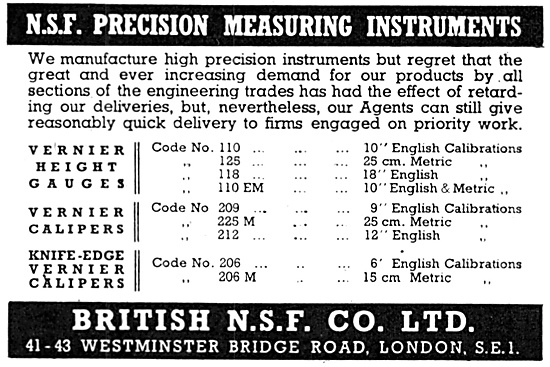 N.S.F. PRECISION MEASURING INSTRUMENTS
We manufacture high precision instruments but regret that the
great and ever increasing demand for our products by all
sections of the engineering trades has had the effect of retard-
ing our deliveries, but, nevertheless, our Agents can still give
reasonably quick delivery to firms engaged on priority work.
VERNIER HEIGHT GAUGES
Code No. 110 ... ... ... 10" English Calibrations
,, 125 ... ... ... 25 cm. Metric ,,
,, 118 ... ... ... 18" English ,,
,, 110 EM ... ... 10" English & Metric ,,
VERNIER CALIPERS
Code No 209 ... ... ... 9" English Calibrations
,, 225 M ... ... 25 cm. Metric ,,
,, 212 ... ... ... 12" English ,,
KNIFE-EDGE VERNIER CALIPERS
Code No. 206 ... .. ... 6' English Calibrations
,, 206 M .. ... 15 cm Metric ,,
BRITISH N.S.F. CO. LTD.
41-43 WESTMINSTER BRIDGE ROAD, LONDON, S.E.1.